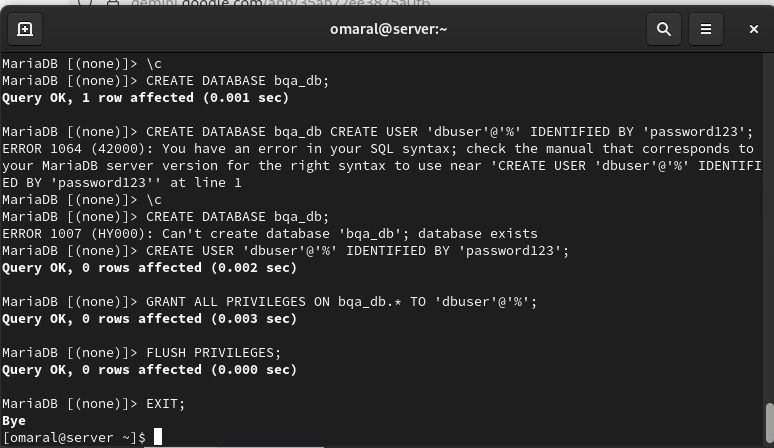 omaral@server:~
MariaDB [(none)]> \c
MariaDB [(none)]> CREATE DATABASE bqa_db;
Query OK, 1 row affected (0.001 sec)
MariaDB [(none)]> CREATE DATABASE bqa_db CREATE USER 'dbuser'@'%' IDENTIFIED BY 'password123';
ERROR 1064 (42000): You have an error in your SQL syntax; check the manual that corresponds to
your MariaDB server version for the right syntax to use near 'CREATE USER 'dbuser'@'%' IDENTIFI
ED BY 'password123'' at line 1
MariaDB [(none)]> \c
MariaDB [(none)]> CREATE DATABASE bqa_db;
ERROR 1007 (HY000): Can't create database 'bqa_db'; database exists
MariaDB [(none)]> CREATE USER 'dbuser'@'%' IDENTIFIED BY 'password123';
Query OK, 0 rows affected (0.002 sec)
MariaDB [(none)]> GRANT ALL PRIVILEGES ON bqa_db.* TO 'dbuser'@'%';
Query OK, 0 rows affected (0.003 sec)
MariaDB [(none)]> FLUSH PRIVILEGES;
Query OK, 0 rows affected (0.000 sec)
MariaDB [(none)]> EXIT;
Bye
[omaral@server ~]$